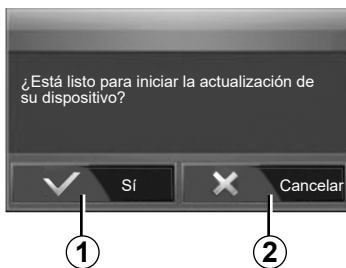 ¿Está listo para iniciar la actualización de
su dispositivo?
Sí
Cancelar
1
2